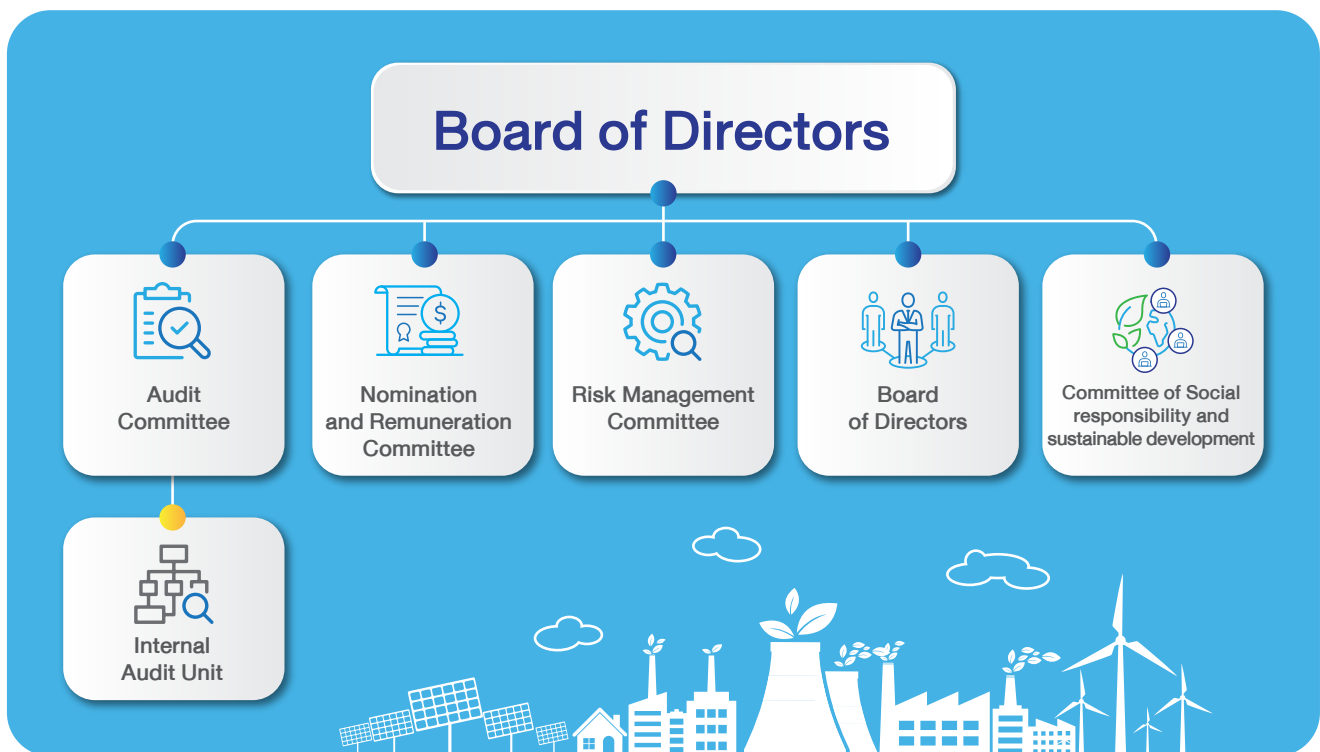 Board of Directors
Audit
Committee
Nomination
and Remuneration
Committee
Risk Management
Committee
Board
of Directors
Committee of Social
responsibility and
sustainable development
Internal
Audit Unit